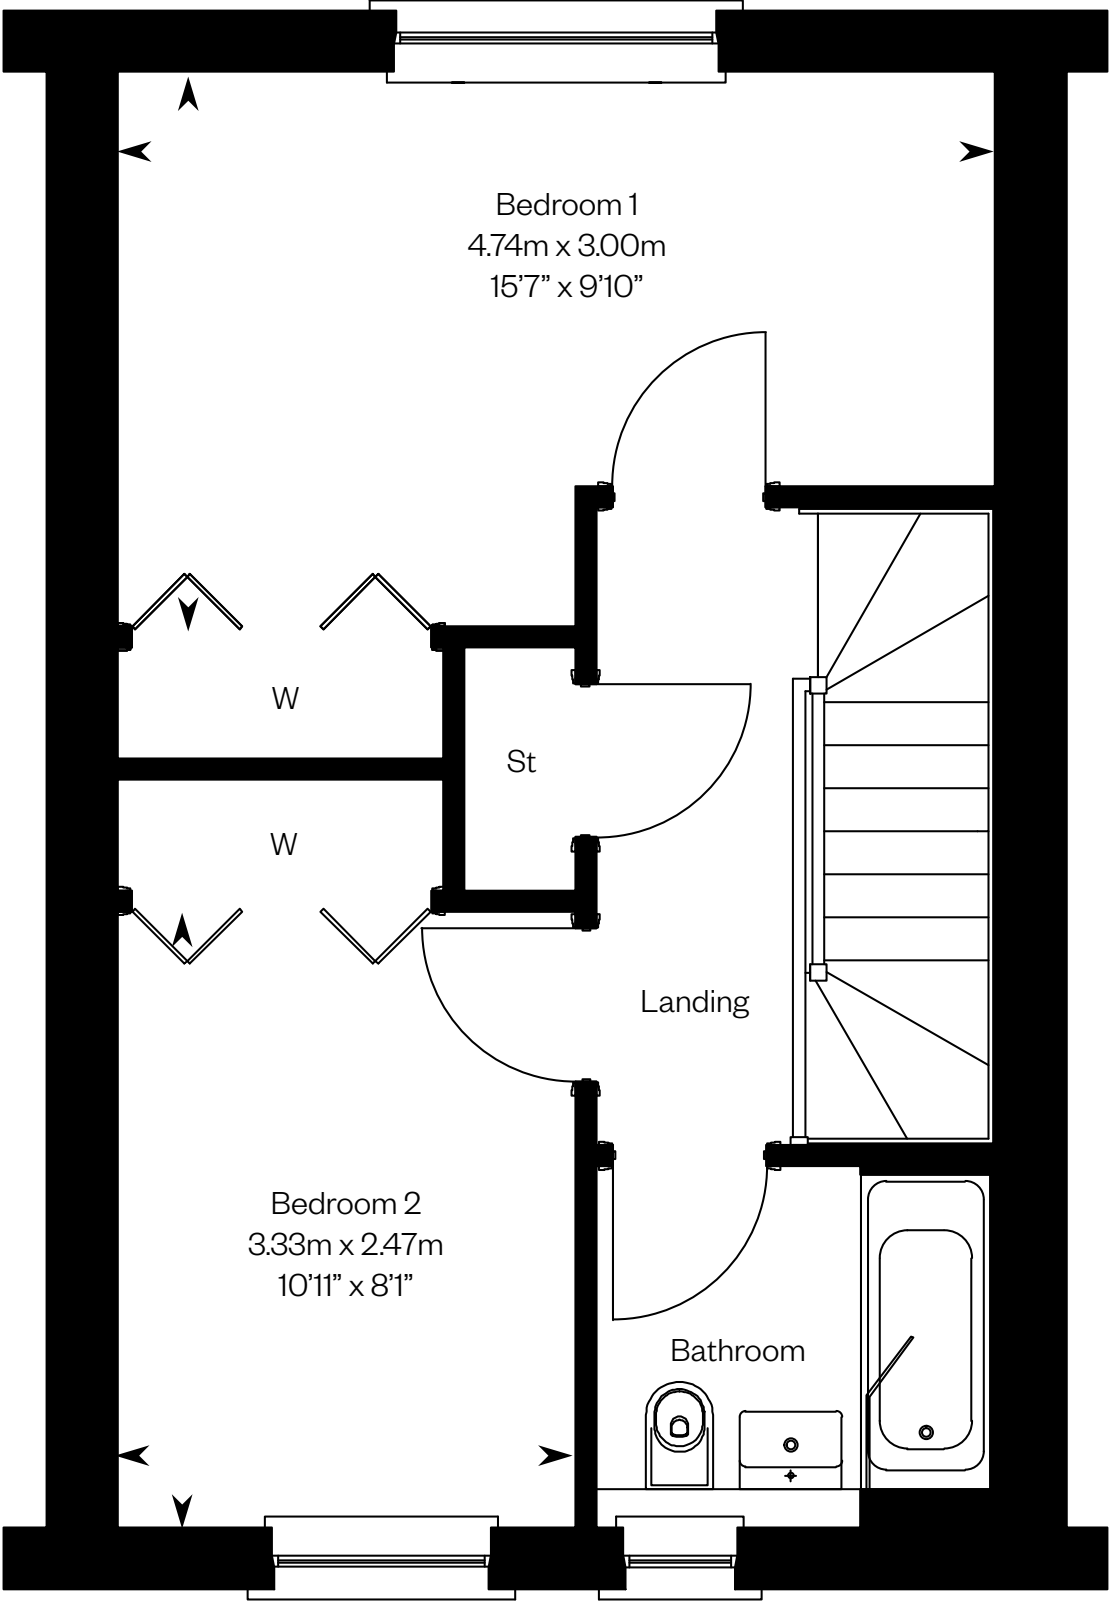 Bedroom 1
4.74m x 3.00m
15’7” x 9’10”
W
St
W
Landing
Bedroom 2
3.33m x 2.47m
10’11” x 8’1”
Bathroom